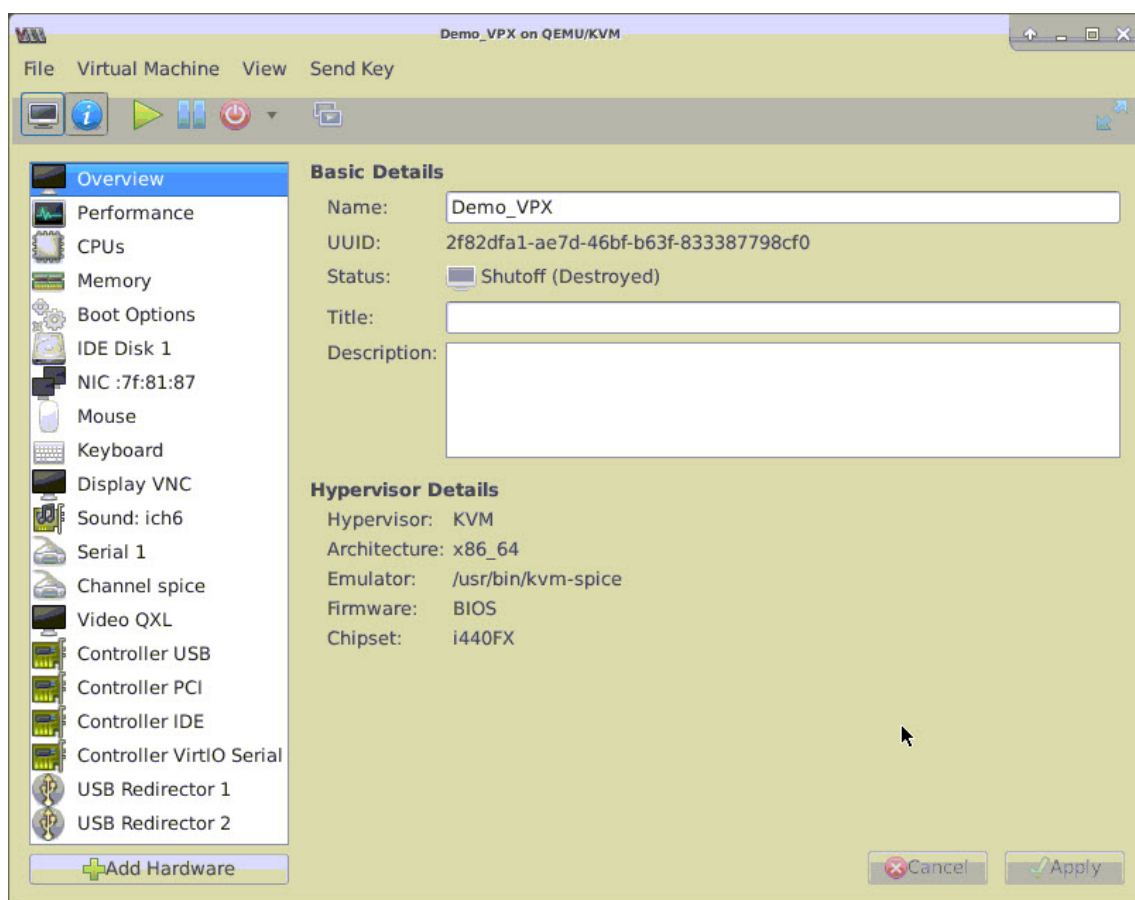 Demo_VPX on QEMU/KVM
File Virtual Machine View Send Key
Overview
Performance
CPUs
Memory
Boot Options
IDE Disk 1
NIC :7f:81:87
Mouse
Keyboard
Display VNC
Sound: ich6
Serial 1
Channel spice
Video QXL
Controller USB
Controller PCI
Controller IDE
Controller VirtIO Serial
USB Redirector 1
USB Redirector 2
Add Hardware
Basic Details
Name: Demo_VPX
UUID: 2f82dfa1-ae7d-46bf-b63f-833387798cf0
Status: Shutoff (Destroyed)
Title:
Description:
Hypervisor Details
Hypervisor: KVM
Architecture: x86_64
Emulator: /usr/bin/kvm-spice
Firmware: BIOS
Chipset: i440FX
Cancel Apply